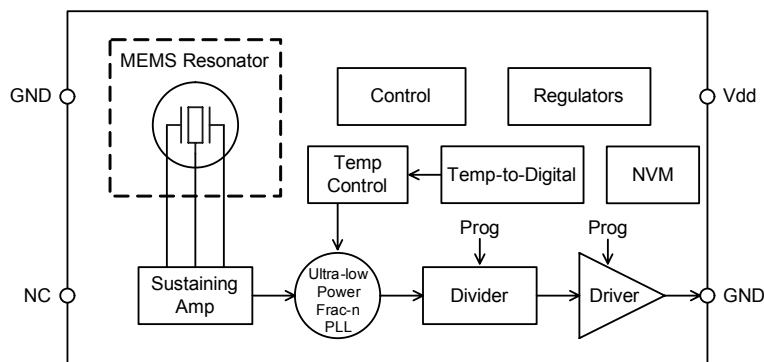 MEMS Resonator
GND
Control
Regulators
Vdd
Temp
Control
Temp-to-Digital
NVM
Prog
Prog
NC
Sustaining
Amp
Ultra-low
Power
Frac-n
PLL
Divider
Driver
GND